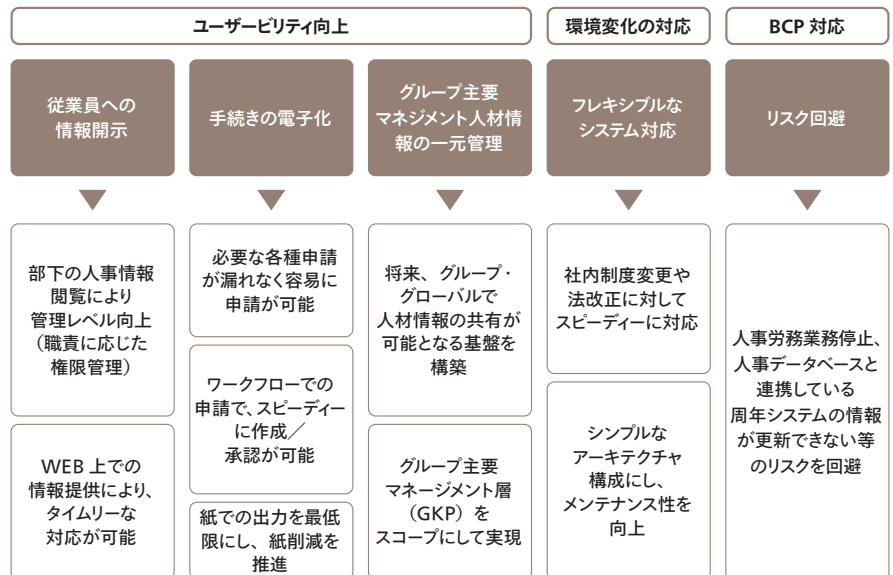 ユーザービリティ向上
環境変化の対応
BCP 対応
従業員への
情報開示
手続きの電子化
グループ主要
マネジメント人材情
報の一元管理
フレキシブルな
システム対応
リスク回避
部下の人事情報
閲覧により
管理レベル向上
（職責に応じた
権限管理）
WEB 上での
情報提供により、
タイムリーな
対応が可能
必要な各種申請
が漏れなく容易に
申請が可能
ワークフローでの
申請で、スピーディー
に作成／
承認が可能
紙での出力を最低
限にし、紙削減を
推進
将来、グループ・
グローバルで
人材情報の共有が
可能となる基盤を
構築
グループ主要
マネージメント層
（GKP）を
スコープにして実現
社内制度変更や
法改正に対して
スピーディーに対応
シンプルな
アーキテクチャ
構成にし、
メンテナンス性を
向上
人事労務業務停止、
人事データベースと
連携している
周年システムの情報
が更新できない等
のリスクを回避